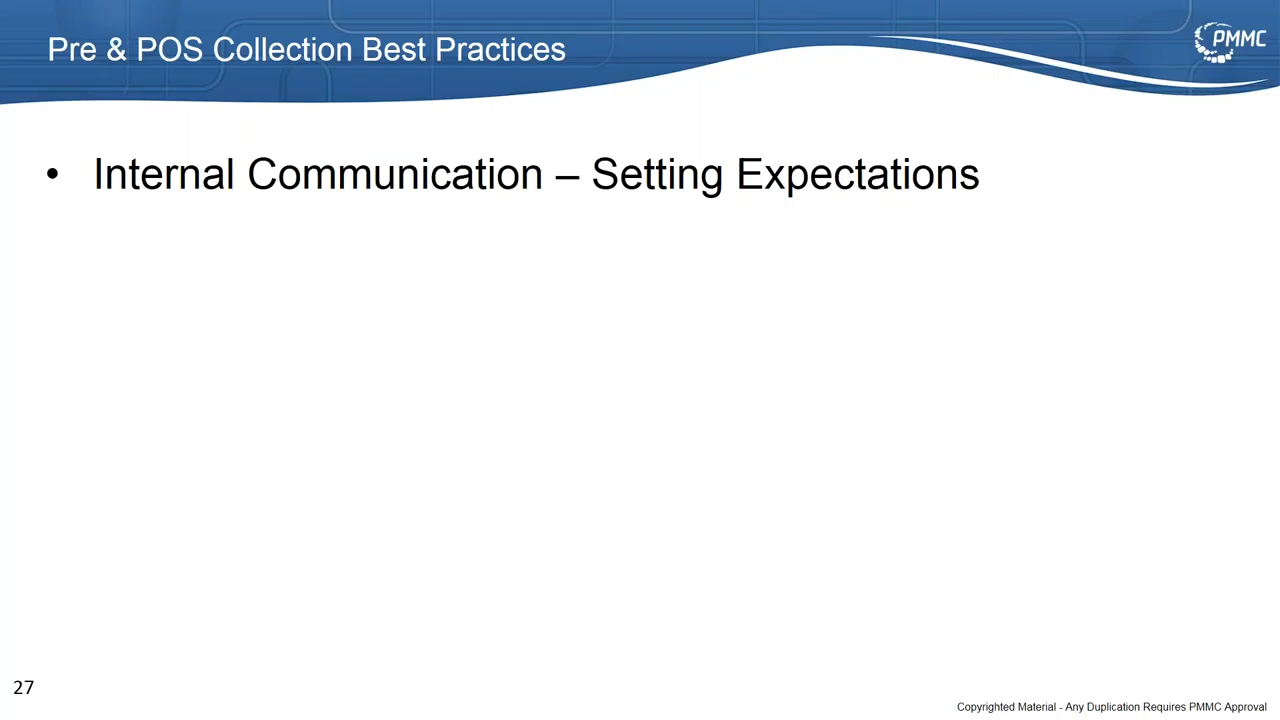 Pre & POS Collection Best Practices
PMMC
• Internal Communication – Setting Expectations
27
Copyrighted Material - Any Duplication Requires PMMC Approval